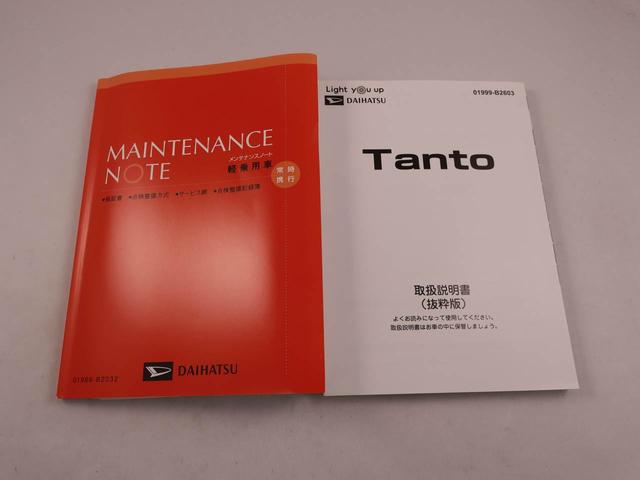 MAINTENANCE
NOTE
メンテナンスノート
軽乗用車
常時
携行
●保証書 ●点検整備方式 ●サービス網 ●点検整備記録簿
DAIHATSU
01999-B2032
Light you up
DAIHATSU
01999-B2603
Tanto
取扱説明書
(抜粋版)
よくお読みになって使用してください。
取扱説明書はお車の中に保管しましょう。